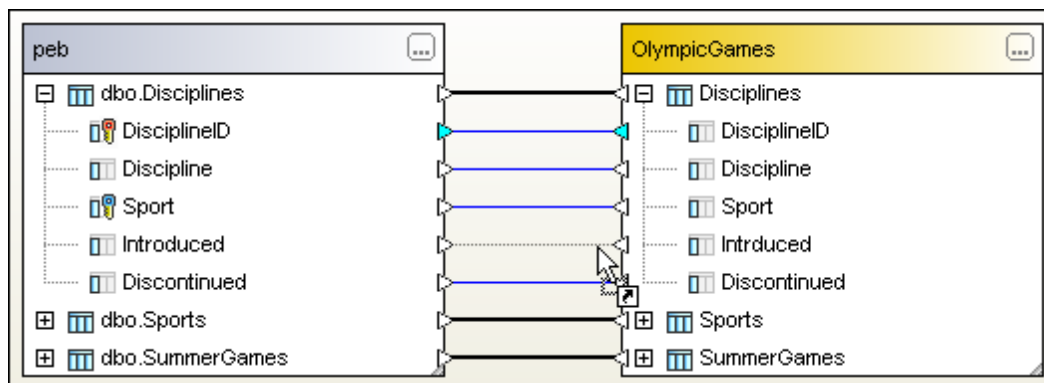 peb ... OlympicGames ...
dbo.Disciplines Disciplines
DisciplineID DisciplineID
Discipline Discipline
Sport Sport
Introduced Intrduced
Discontinued Discontinued
dbo.Sports Sports
dbo.SummerGames SummerGames